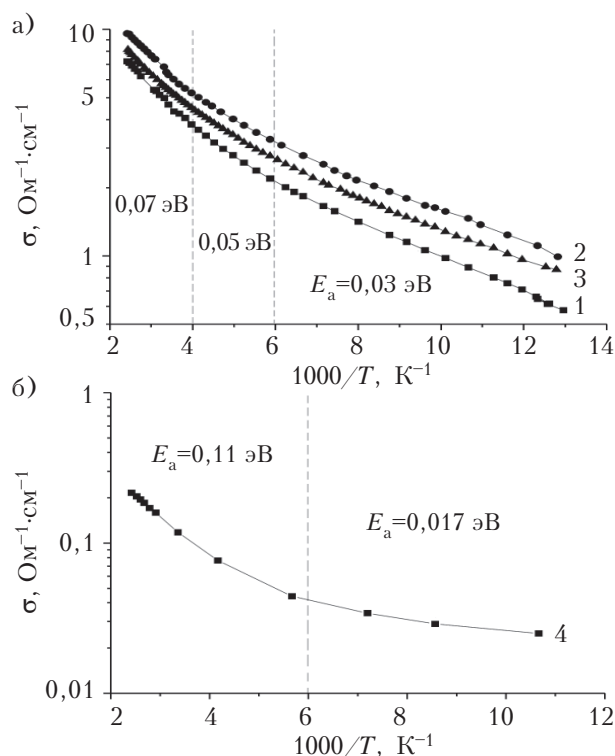 а)
10
5
1
0,5
σ, Ом⁻¹·см⁻¹
0,07 эВ
0,05 эВ
Eₐ=0,03 эВ
2
3
1
2 4 6 8 10 12 14
1000/T, К⁻¹
б)
1
0,1
0,01
σ, Ом⁻¹·см⁻¹
Eₐ=0,11 эВ
Eₐ=0,017 эВ
4
2 4 6 8 10 12
1000/T, К⁻¹